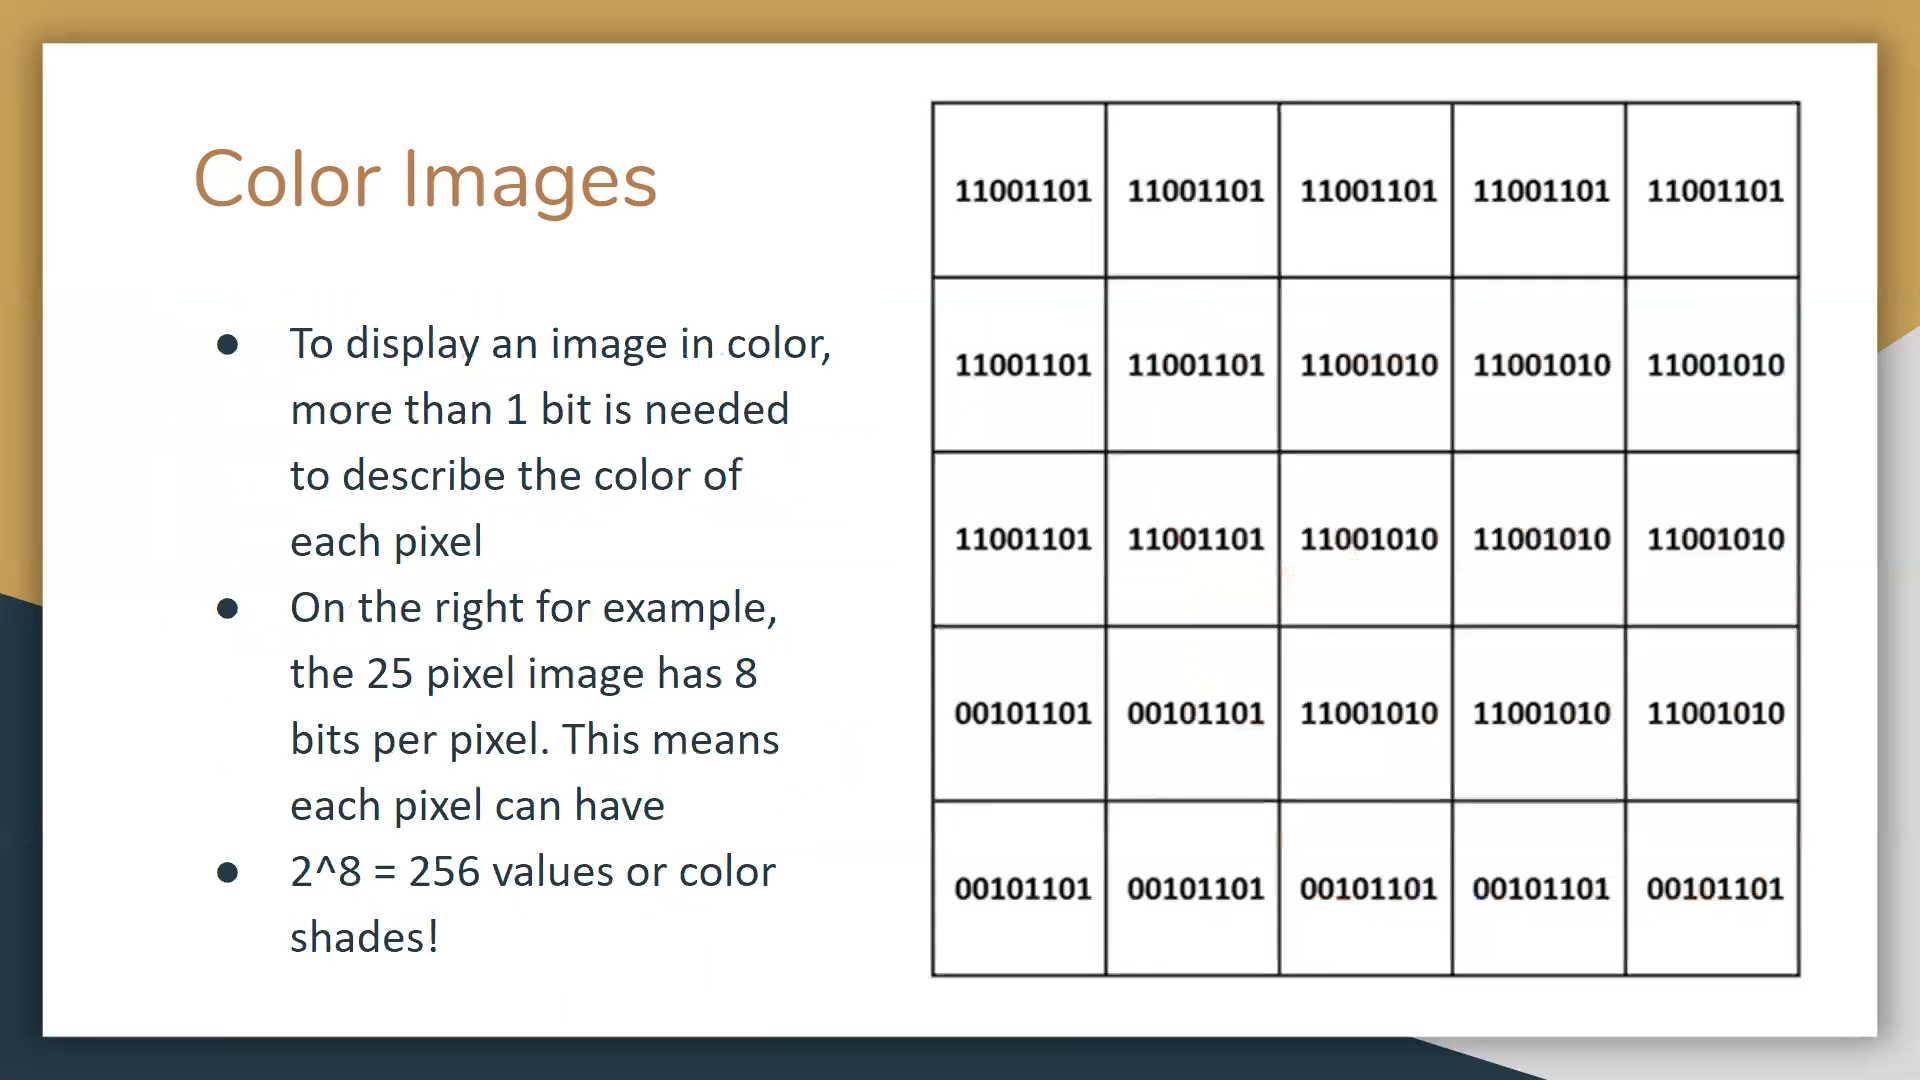 Color Images
● To display an image in color,
more than 1 bit is needed
to describe the color of
each pixel
● On the right for example,
the 25 pixel image has 8
bits per pixel. This means
each pixel can have
● 2^8 = 256 values or color
shades!
11001101 11001101 11001101 11001101 11001101
11001101 11001101 11001010 11001010 11001010
11001101 11001101 11001010 11001010 11001010
00101101 00101101 11001010 11001010 11001010
00101101 00101101 00101101 00101101 00101101